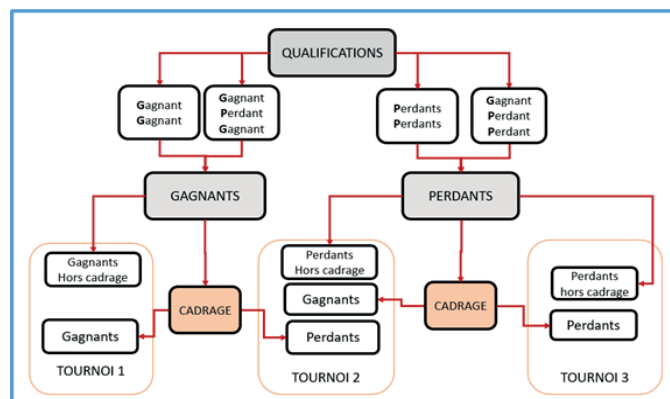 QUALIFICATIONS
Gagnant
Gagnant
Gagnant
Perdant
Gagnant
Perdants
Perdants
Gagnant
Perdant
Perdant
GAGNANTS
PERDANTS
Gagnants
Hors cadrage
CADRAGE
Gagnants
TOURNOI 1
Perdants
Hors cadrage
Gagnants
Perdants
TOURNOI 2
CADRAGE
Perdants
hors cadrage
Perdants
TOURNOI 3